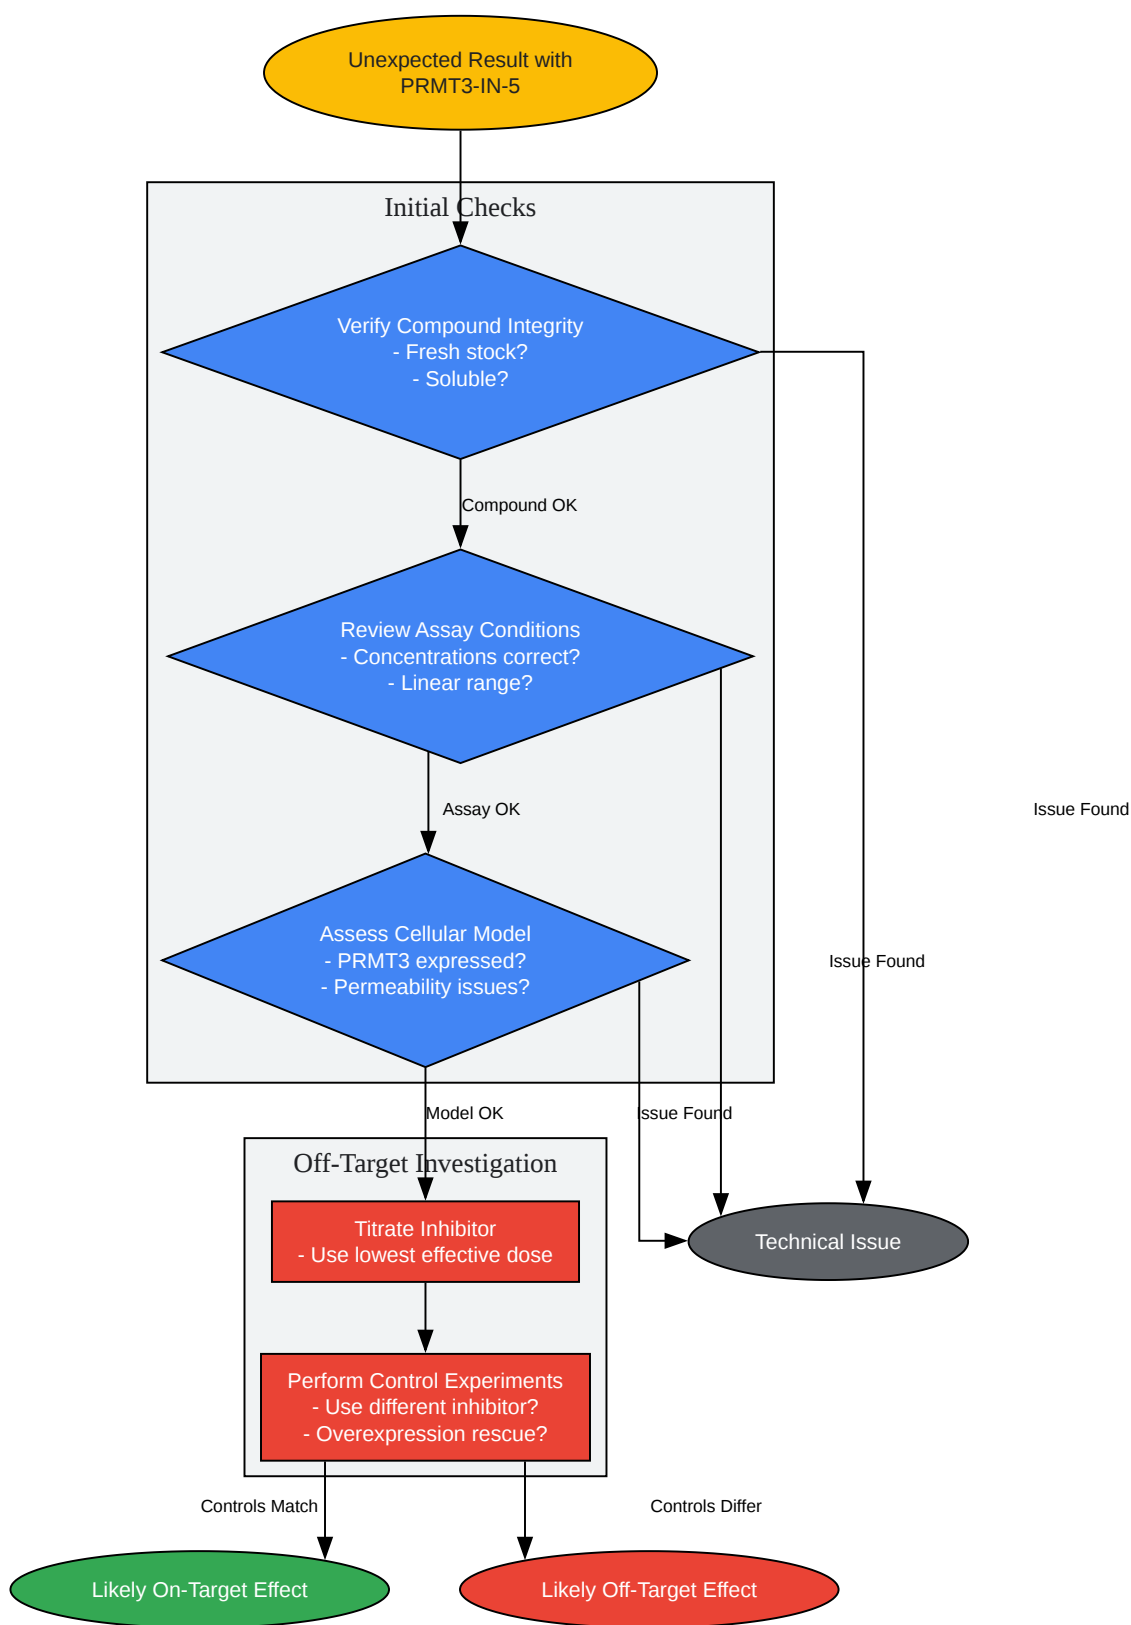 Unexpected Result with
PRMT3-IN-5
Initial Checks
Verify Compound Integrity
- Fresh stock?
- Soluble?
Compound OK
Review Assay Conditions
- Concentrations correct?
- Linear range?
Assay OK
Issue Found
Assess Cellular Model
- PRMT3 expressed?
- Permeability issues?
Issue Found
Model OK
Issue Found
Off-Target Investigation
Titrate Inhibitor
- Use lowest effective dose
Technical Issue
Perform Control Experiments
- Use different inhibitor?
- Overexpression rescue?
Controls Match
Controls Differ
Likely On-Target Effect
Likely Off-Target Effect